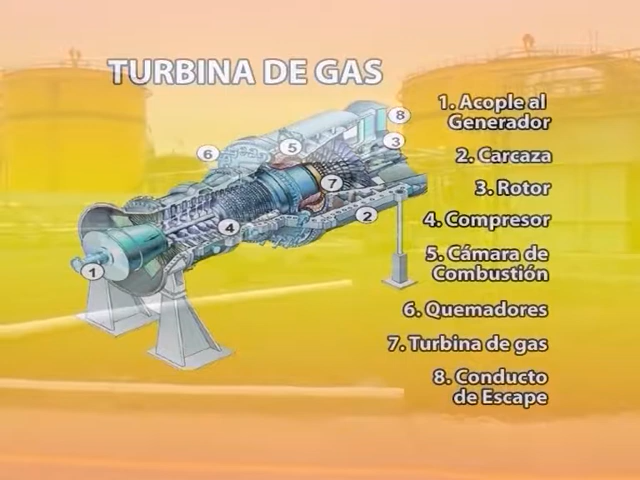 TURBINA DE GAS
1. Acople al
Generador
2. Carcaza
3. Rotor
4. Compresor
5. Cámara de
Combustión
6. Quemadores
7. Turbina de gas
8. Conducto
de Escape
8
3
5
6
7
2
4
1